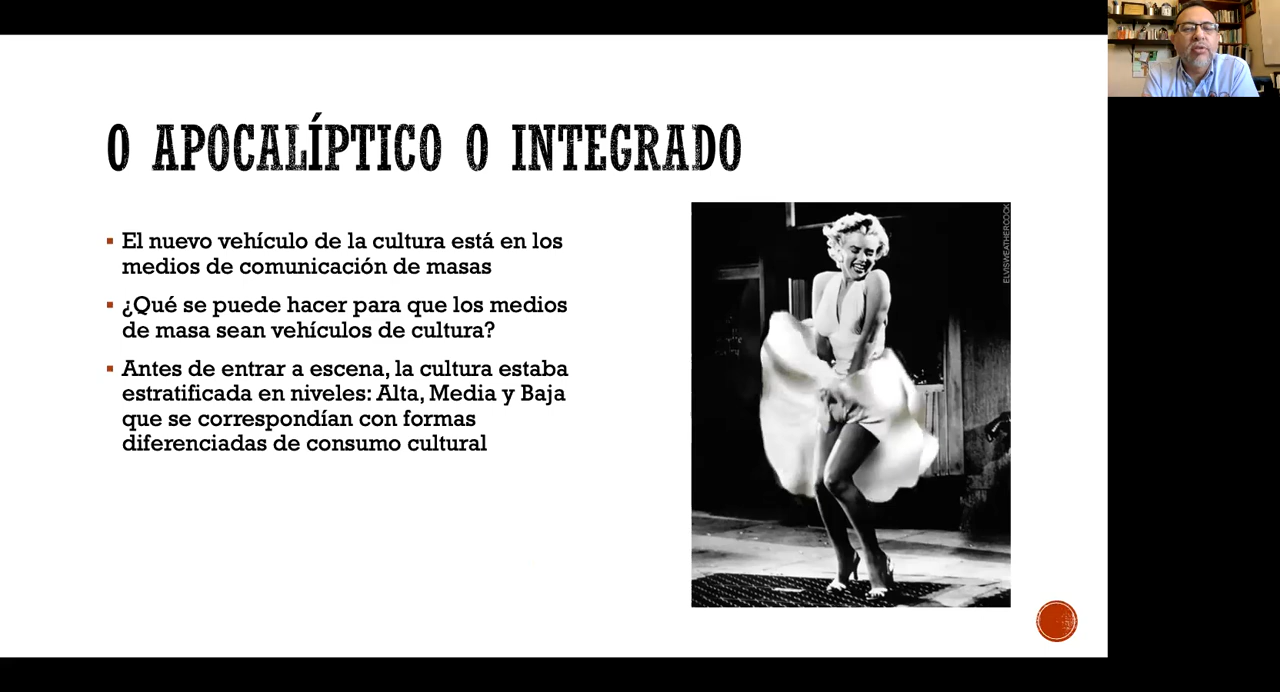 O APOCALÍPTICO O INTEGRADO
El nuevo vehículo de la cultura está en los
medios de comunicación de masas
¿Qué se puede hacer para que los medios
de masa sean vehículos de cultura?
Antes de entrar a escena, la cultura estaba
estratificada en niveles: Alta, Media y Baja
que se correspondían con formas
diferenciadas de consumo cultural
ELVISWEATHERCOCK